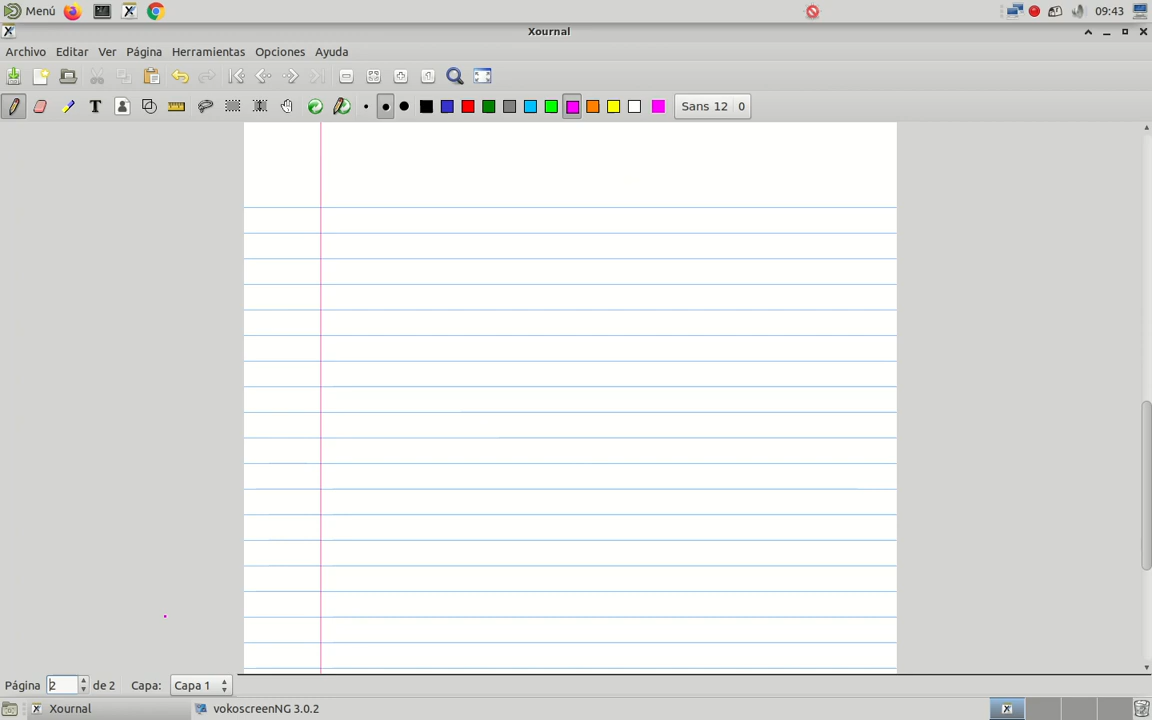 Menú
09:43
Xournal
Archivo Editar Ver Página Herramientas Opciones Ayuda
T Sans 12 0
Página 2 de 2 Capa: Capa 1
Xournal vokoscreenNG 3.0.2